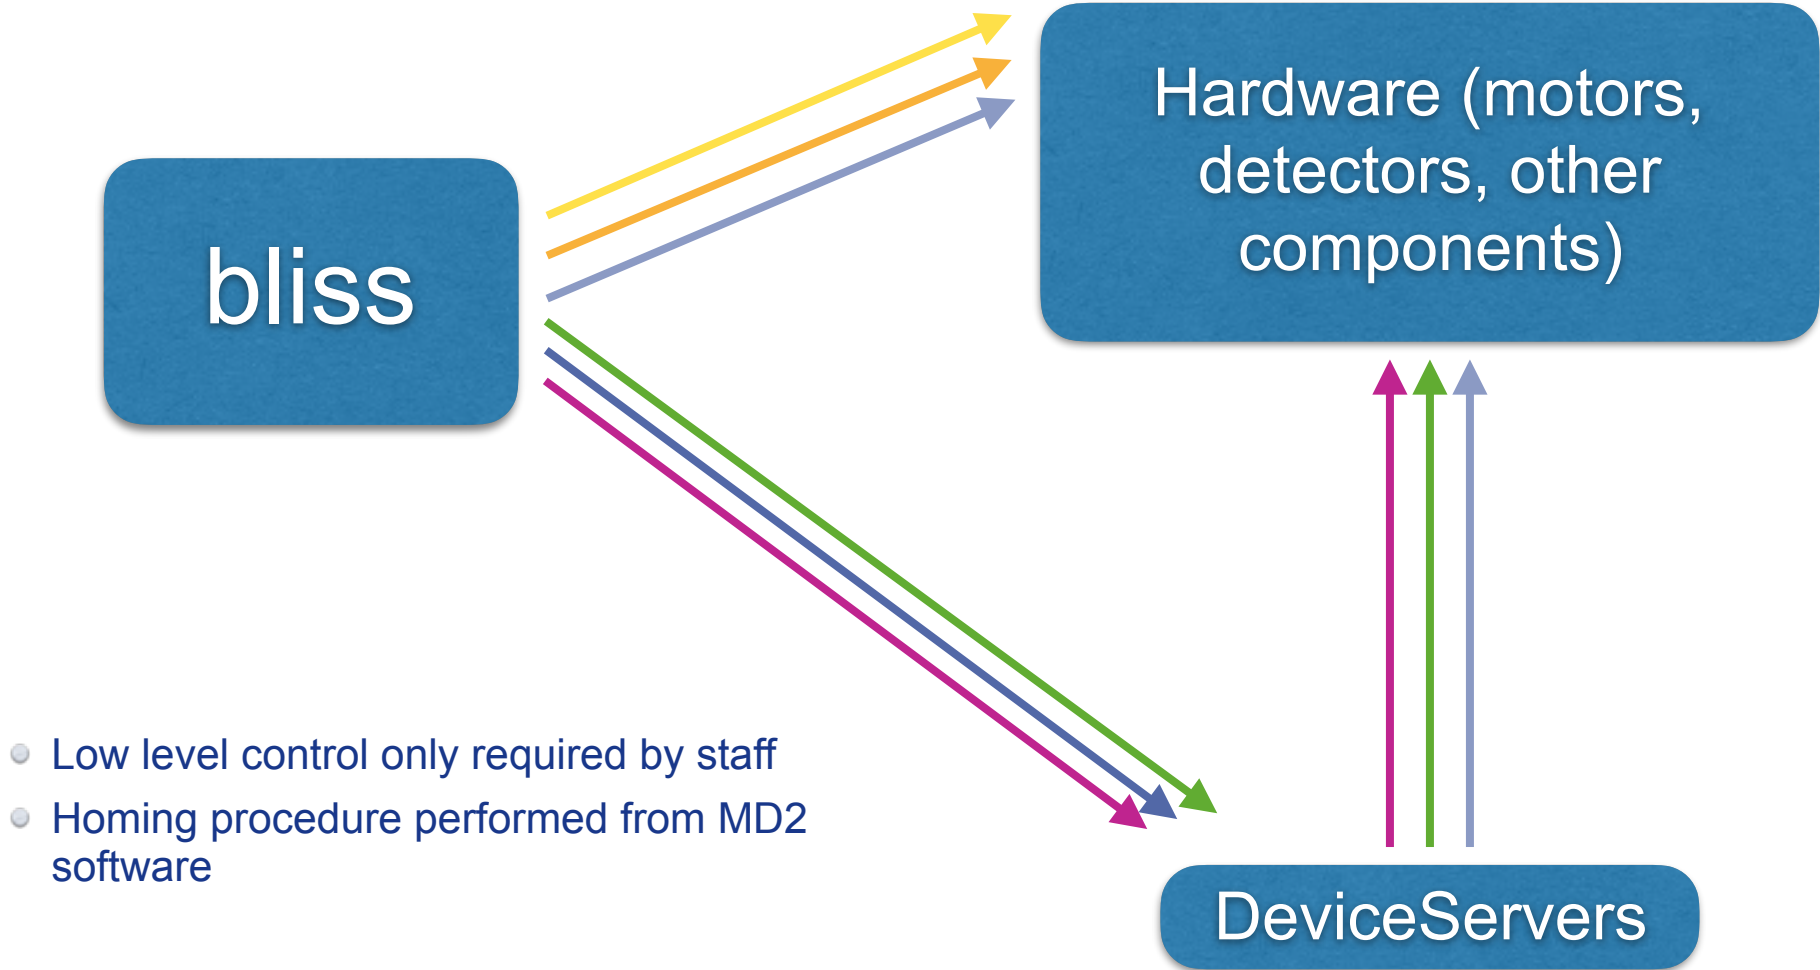 Hardware (motors,
detectors, other
components)
bliss
Low level control only required by staff
Homing procedure performed from MD2
software
DeviceServers